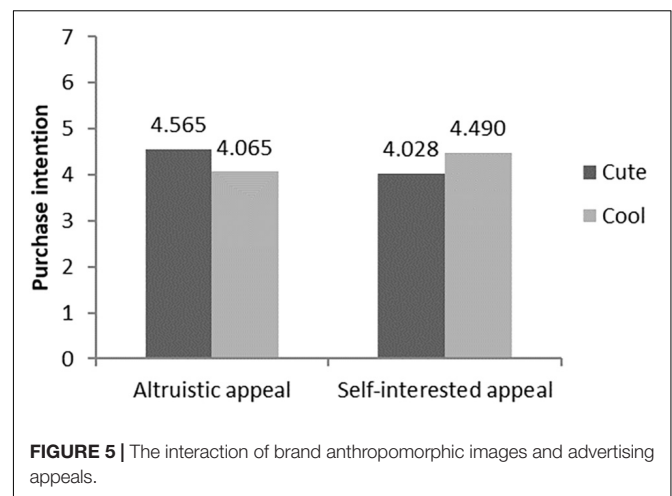 7
6
5
4
3
2
1
0
Purchase intention
4.565
4.065
4.028
4.490
Cute
Cool
Altruistic appeal
Self-interested appeal
FIGURE 5 | The interaction of brand anthropomorphic images and advertising
appeals.